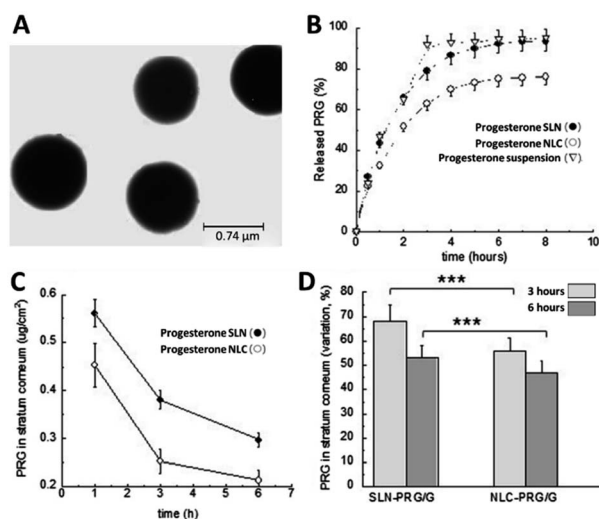 A
0.74 µm
B
Released PRG (%)
100
80
60
40
20
0
Progesterone SLN (●)
Progesterone NLC (○)
Progesterone suspension (▽)
0 2 4 6 8 10
time (hours)
C
PRG in stratum corneum (ug/cm²)
0.6
0.5
0.4
0.3
0.2
Progesterone SLN (●)
Progesterone NLC (○)
0 1 2 3 4 5 6 7
time (h)
D
PRG in stratum corneum (variation, %)
80
70
60
50
40
30
20
10
0
***
***
3 hours
6 hours
SLN-PRG/G NLC-PRG/G